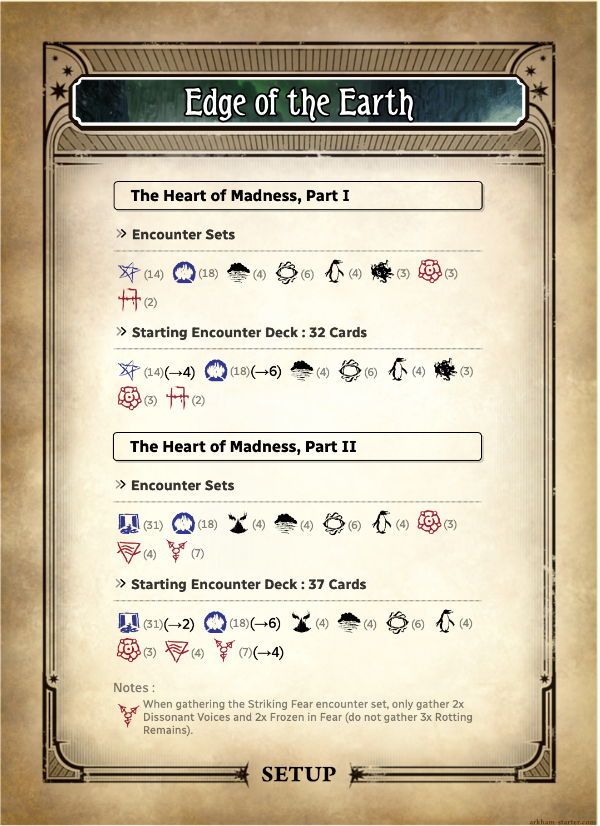 Edge of the Earth
The Heart of Madness, Part I
Encounter Sets
(14) (18) (4) (6) (4) (3) (3)
(2)
Starting Encounter Deck : 32 Cards
(14)(→4) (18)(→6) (4) (6) (4) (3)
(3) (2)
The Heart of Madness, Part II
Encounter Sets
(31) (18) (4) (4) (6) (4) (3)
(4) (7)
Starting Encounter Deck : 37 Cards
(31)(→2) (18)(→6) (4) (4) (6) (4)
(3) (4) (7)(→4)
Notes :
When gathering the Striking Fear encounter set, only gather 2x
Dissonant Voices and 2x Frozen in Fear (do not gather 3x Rotting
Remains).
SETUP
arkham-starter.com